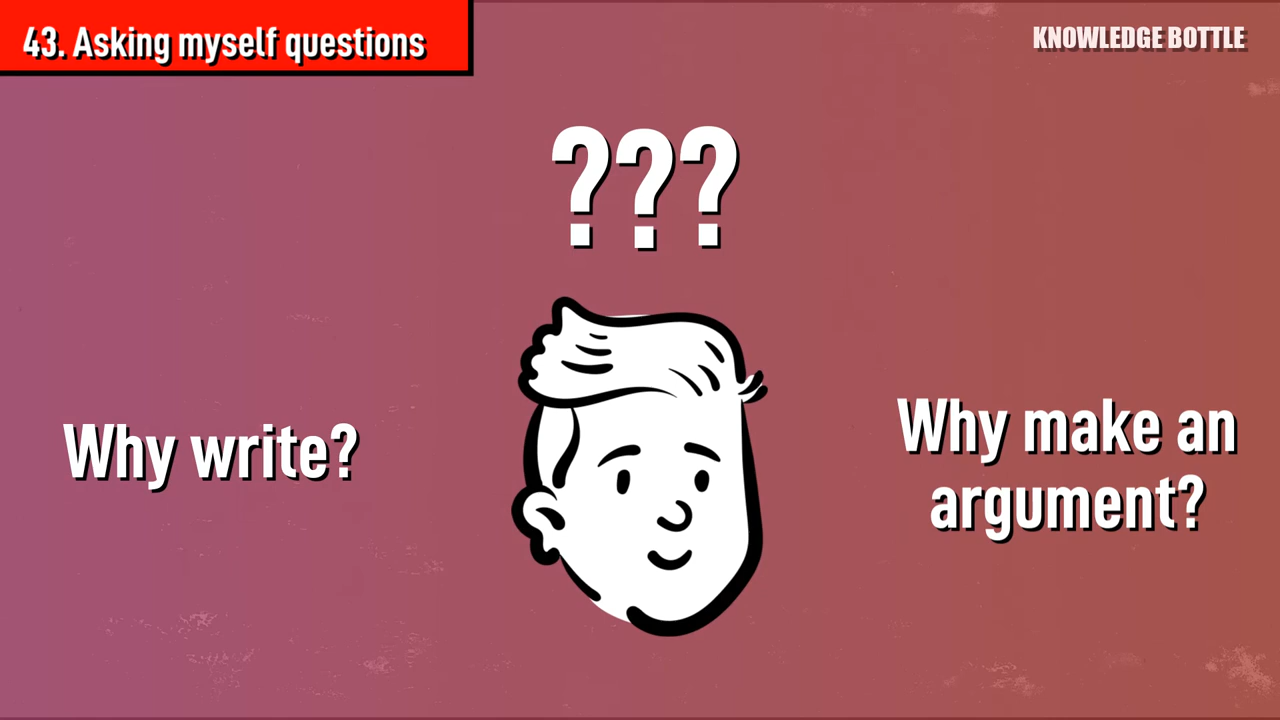 43. Asking myself questions
KNOWLEDGE BOTTLE
???
Why write?
Why make an
argument?